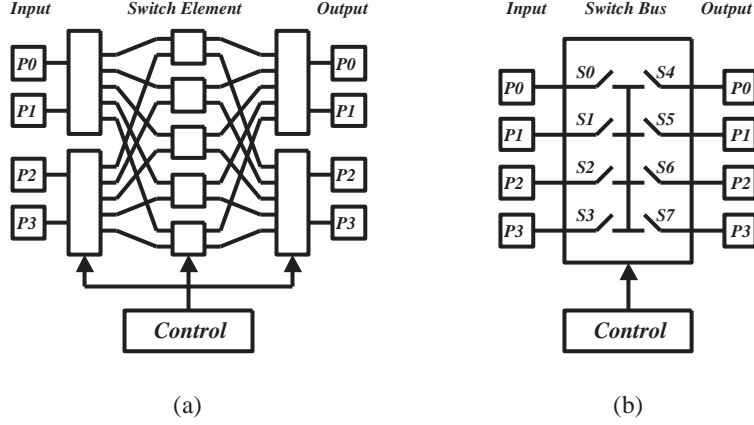 Input Switch Element Output
P0 P0
P1 P1
P2 P2
P3 P3
Control
(a)
Input Switch Bus Output
P0 S0 S4 P0
P1 S1 S5 P1
P2 S2 S6 P2
P3 S3 S7 P3
Control
(b)